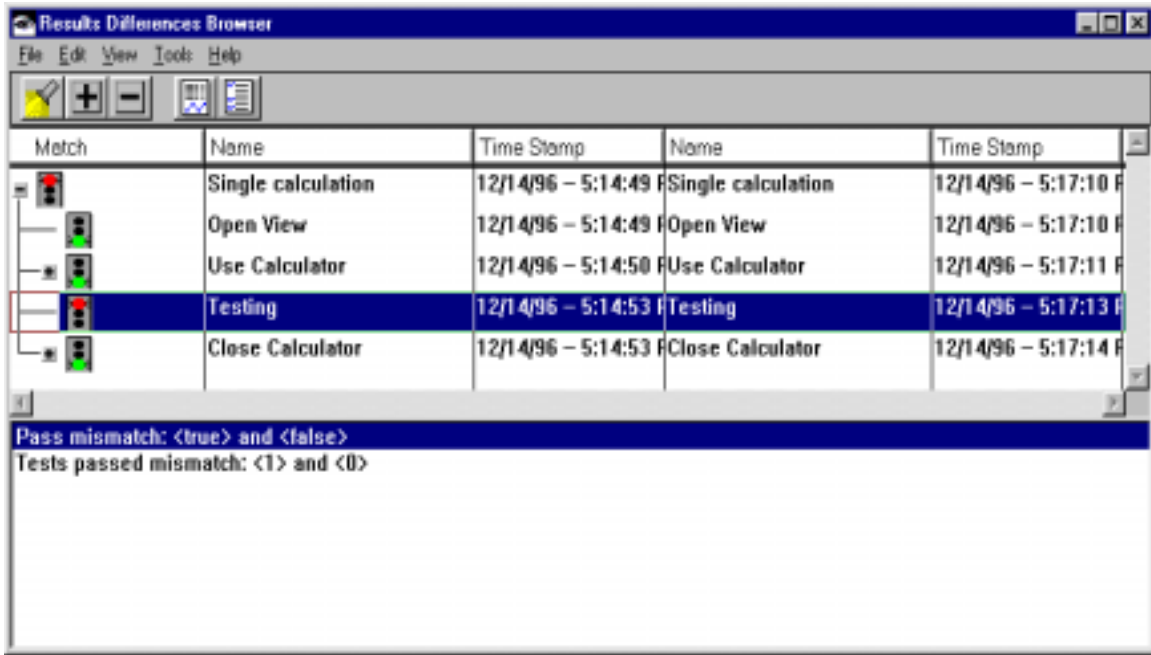 Results Differences Browser
File Edit View Tools Help
Match Name Time Stamp Name Time Stamp
Single calculation 12/14/96 – 5:14:49 P Single calculation 12/14/96 – 5:17:10 P
Open View 12/14/96 – 5:14:49 P Open View 12/14/96 – 5:17:10 P
Use Calculator 12/14/96 – 5:14:50 P Use Calculator 12/14/96 – 5:17:11 P
Testing 12/14/96 – 5:14:53 P Testing 12/14/96 – 5:17:13 P
Close Calculator 12/14/96 – 5:14:53 P Close Calculator 12/14/96 – 5:17:14 P
Pass mismatch: <true> and <false>
Tests passed mismatch: <1> and <0>